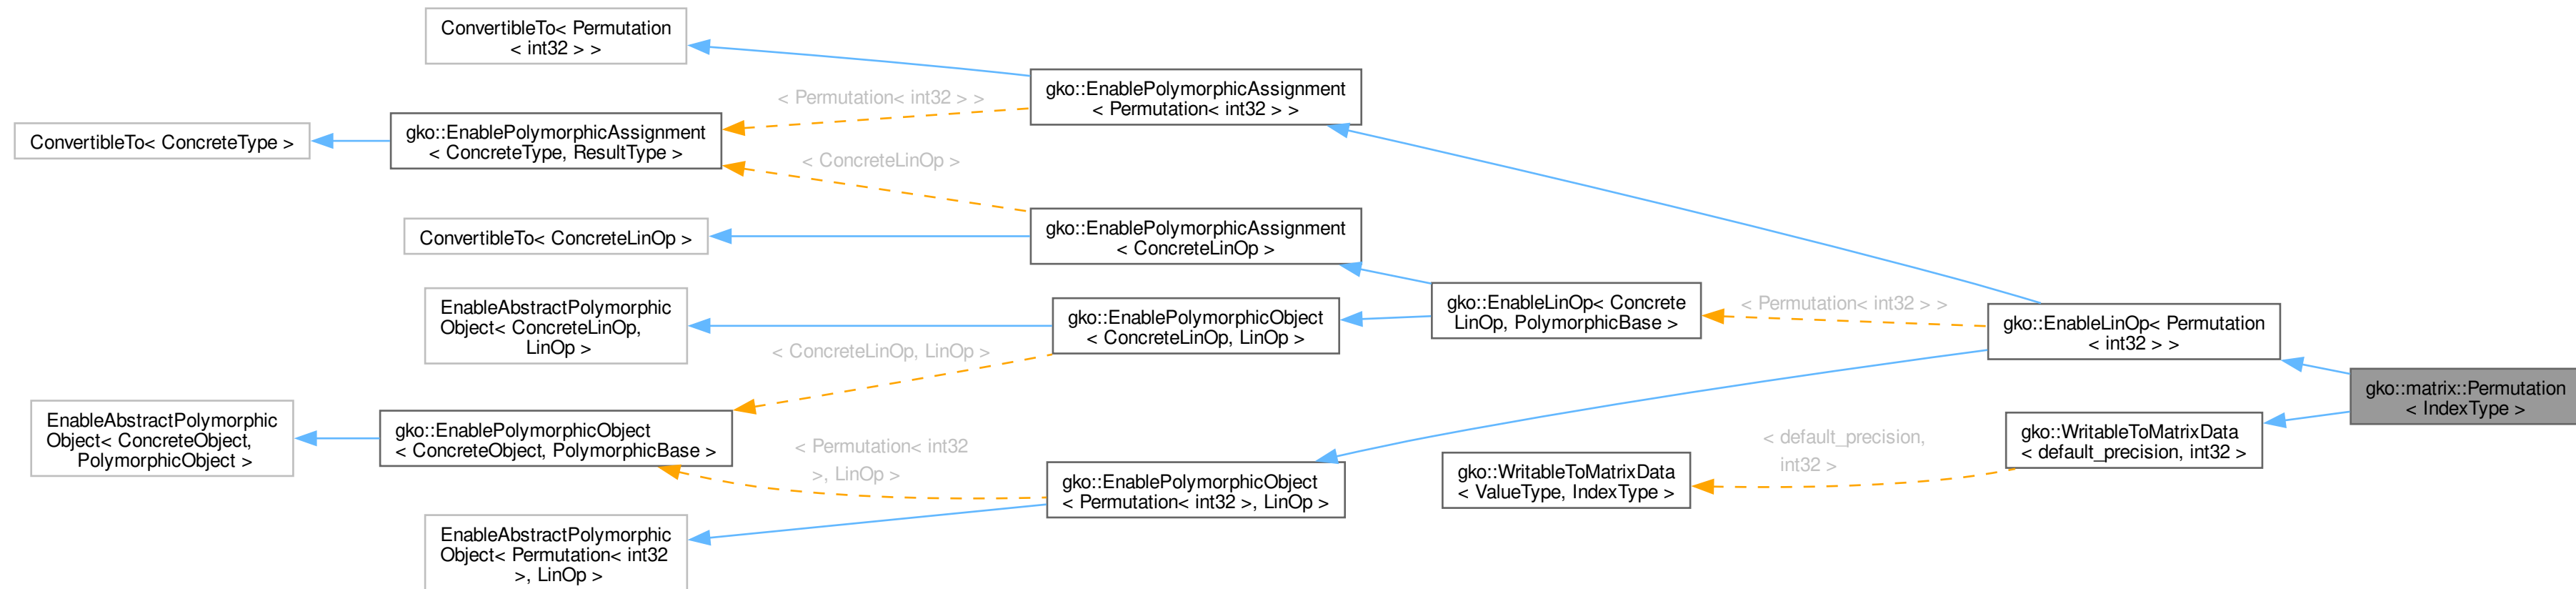 ConvertibleTo< Permutation
< int32 > >
gko::EnablePolymorphicAssignment
< Permutation< int32 > >
< Permutation< int32 > >
ConvertibleTo< ConcreteType >
gko::EnablePolymorphicAssignment
< ConcreteType, ResultType >
< ConcreteLinOp >
ConvertibleTo< ConcreteLinOp >
gko::EnablePolymorphicAssignment
< ConcreteLinOp >
EnableAbstractPolymorphic
Object< ConcreteLinOp,
LinOp >
gko::EnablePolymorphicObject
< ConcreteLinOp, LinOp >
gko::EnableLinOp< Concrete
LinOp, PolymorphicBase >
< Permutation< int32 > >
gko::EnableLinOp< Permutation
< int32 > >
< ConcreteLinOp, LinOp >
gko::matrix::Permutation
< IndexType >
EnableAbstractPolymorphic
Object< ConcreteObject,
PolymorphicObject >
gko::EnablePolymorphicObject
< ConcreteObject, PolymorphicBase >
< Permutation< int32
>, LinOp >
gko::EnablePolymorphicObject
< Permutation< int32 >, LinOp >
gko::WritableToMatrixData
< ValueType, IndexType >
< default_precision,
int32 >
gko::WritableToMatrixData
< default_precision, int32 >
EnableAbstractPolymorphic
Object< Permutation< int32
>, LinOp >